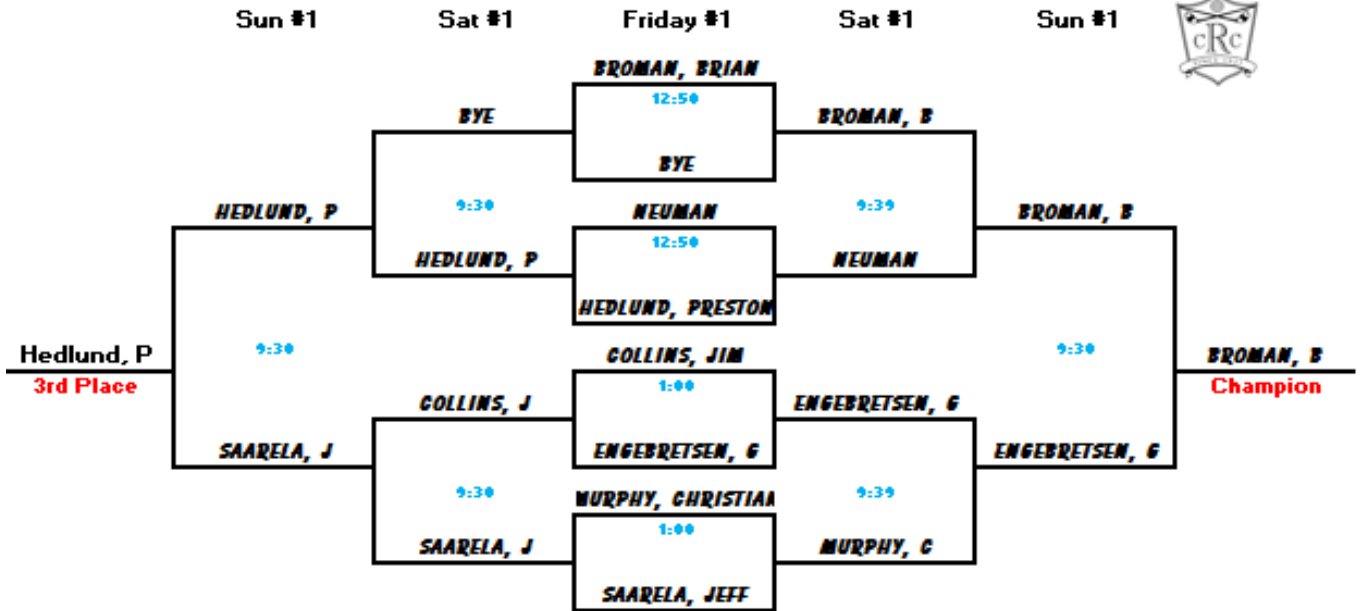 Sun #1 Sat #1 Friday #1 Sat #1 Sun #1
CRC
BROMAN, BRIAN
12:50
BYE BROMAN, B
BYE
HEDLUND, P 9:30 NEUMAN 9:39 BROMAN, B
12:50
HEDLUND, P NEUMAN
HEDLUND, PRESTON
Hedlund, P 9:30 COLLINS, JIM 9:30 BROMAN, B
3rd Place 1:00 Champion
COLLINS, J ENGEBRETSEN, G
SAARELA, J ENGEBRETSEN, G ENGEBRETSEN, G
9:30 MURPHY, CHRISTIAN 9:39
1:00
SAARELA, J MURPHY, C
SAARELA, JEFF